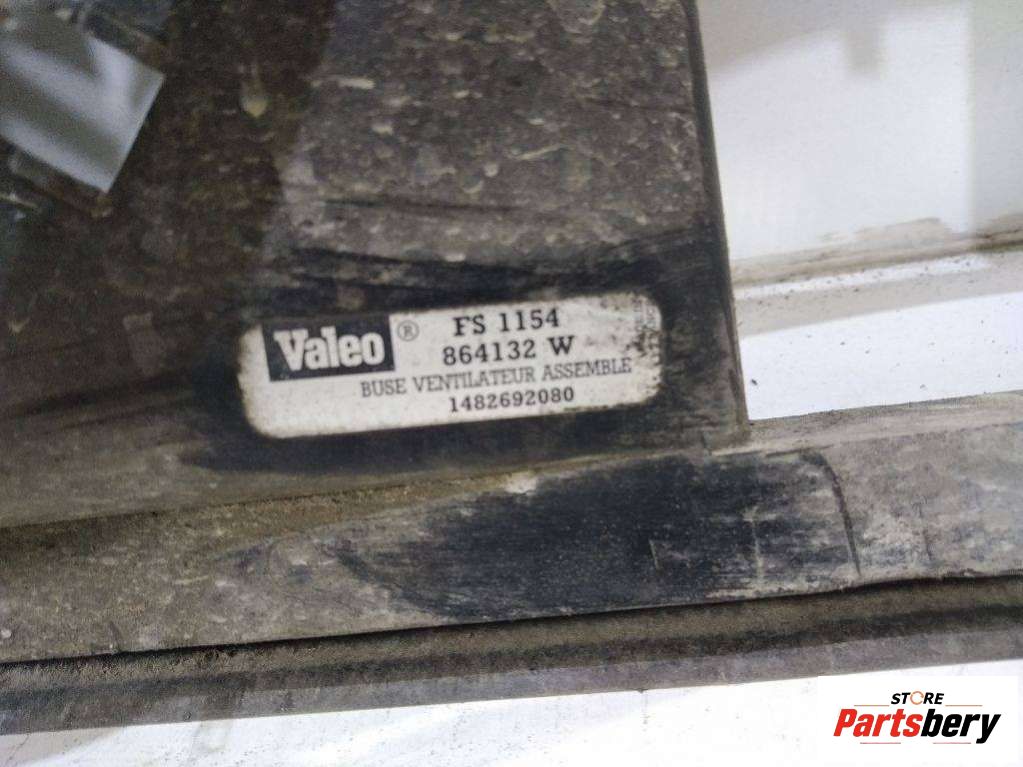 Valeo ® FS 1154
864132 W
BUSE VENTILATEUR ASSEMBLE
1482692080
STORE
Partsbery